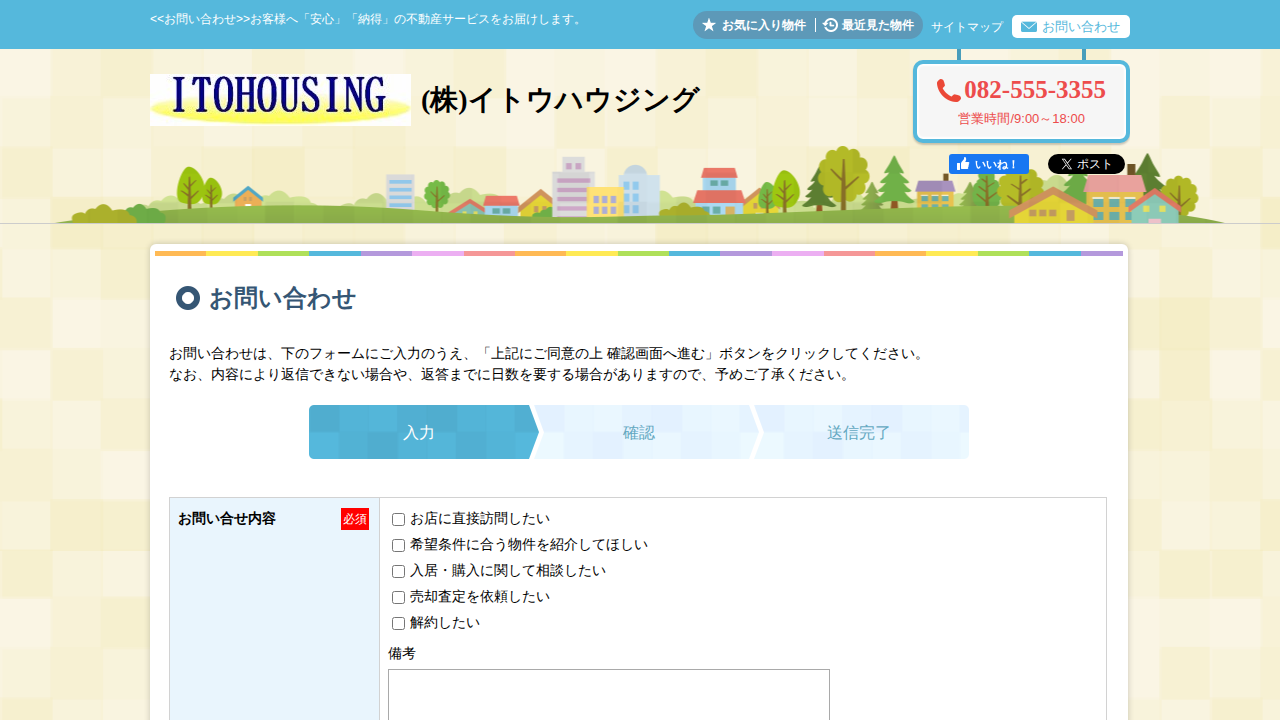 <<お問い合わせ>>お客様へ「安心」「納得」の不動産サービスをお届けします。
お気に入り物件
最近見た物件
サイトマップ
お問い合わせ
ITOHOUSING
(株)イトウハウジング
082-555-3355
営業時間/9:00～18:00
いいね！
ポスト
お問い合わせ
お問い合わせは、下のフォームにご入力のうえ、「上記にご同意の上 確認画面へ進む」ボタンをクリックしてください。
なお、内容により返信できない場合や、返答までに日数を要する場合がありますので、予めご了承ください。
入力
確認
送信完了
お問い合せ内容
必須
お店に直接訪問したい
希望条件に合う物件を紹介してほしい
入居・購入に関して相談したい
売却査定を依頼したい
解約したい
備考